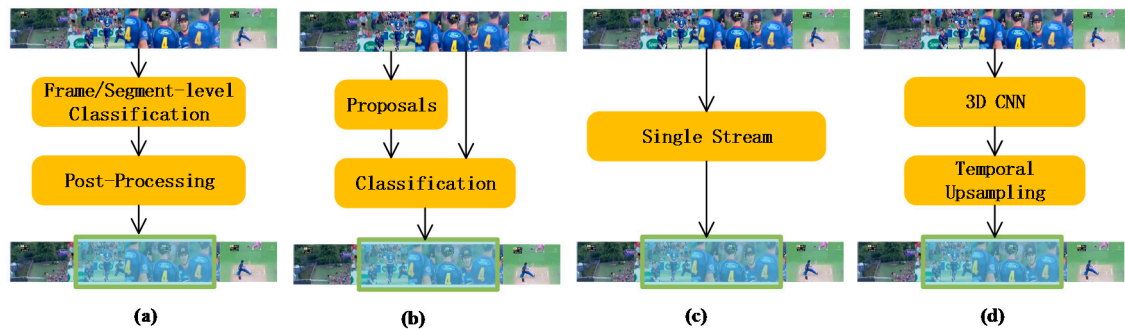 Frame/Segment-level
Classification
Post-Processing
(a)
Proposals
Classification
(b)
Single Stream
(c)
3D CNN
Temporal
Upsampling
(d)